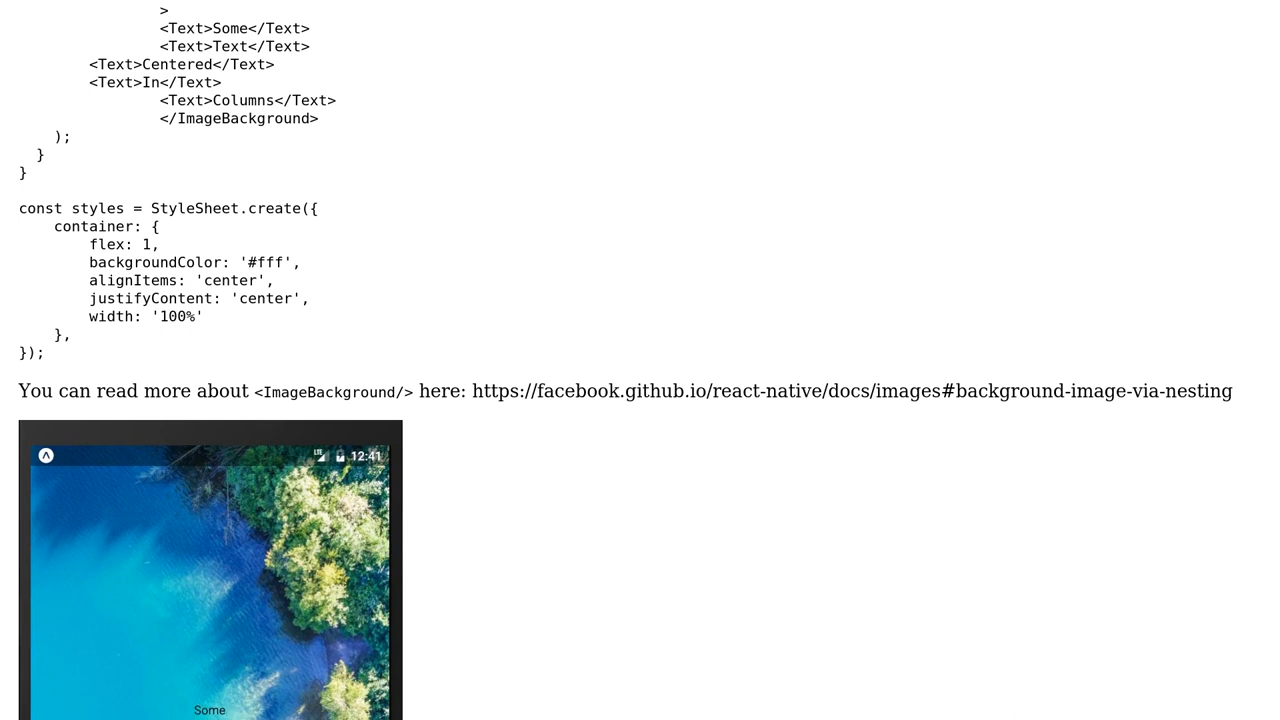 >
                <Text>Some</Text>
                <Text>Text</Text>
        <Text>Centered</Text>
        <Text>In</Text>
                <Text>Columns</Text>
                </ImageBackground>
    );
  }
}

const styles = StyleSheet.create({
    container: {
        flex: 1,
        backgroundColor: '#fff',
        alignItems: 'center',
        justifyContent: 'center',
        width: '100%'
    },
});
You can read more about <ImageBackground/> here: https://facebook.github.io/react-native/docs/images#background-image-via-nesting
LTE 12:41
Some